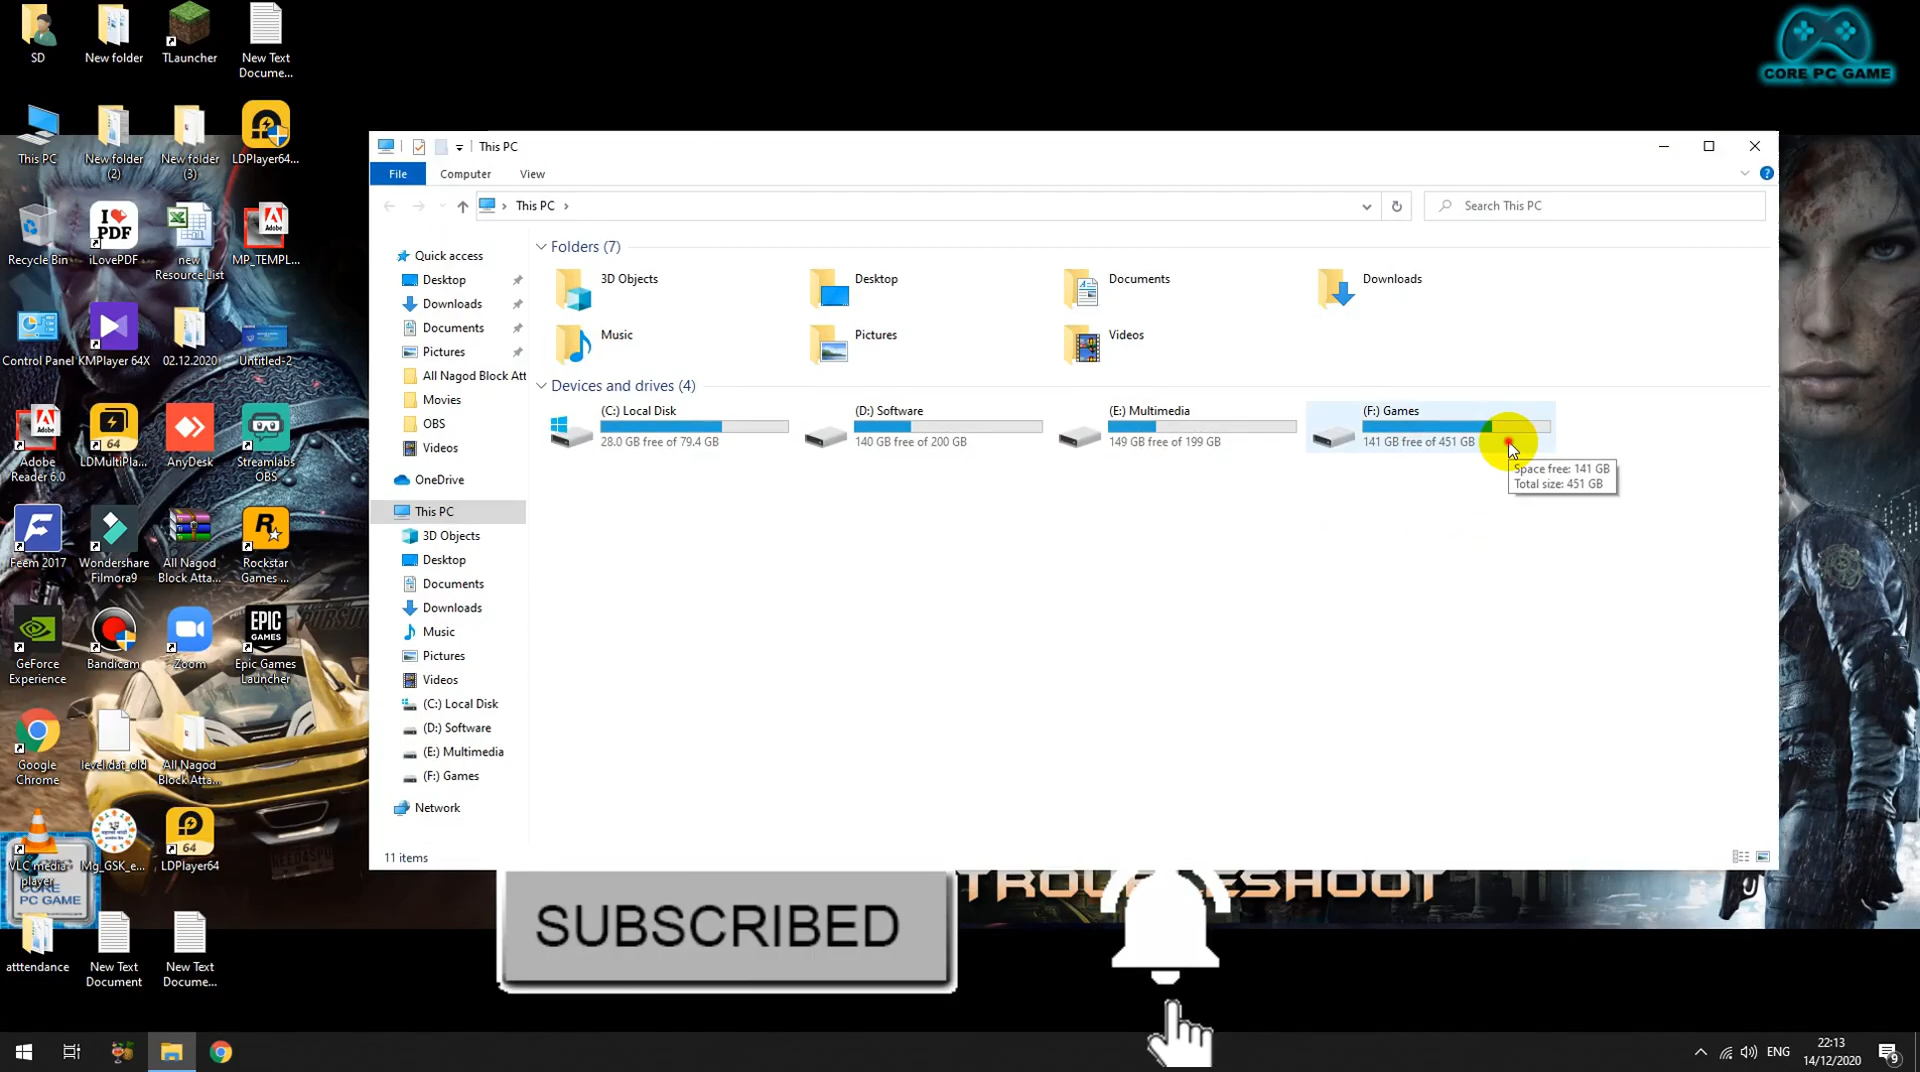 SD
New folder
TLauncher
New Text
Docume...
CORE PC GAME
This PC
New folder
(2)
New folder
(3)
LDPlayer64...
Recycle Bin
iLovePDF
new
Resource List
MP_TEMPL...
Control Panel
KMPlayer 64X
02.12.2020
Untitled-2
Adobe
Reader 6.0
LDMultiPla...
AnyDesk
Streamlabs
OBS
Feem 2017
Wondershare
Filmora9
All Nagod
Block Atta...
Rockstar
Games ...
GeForce
Experience
Bandicam
Zoom
Epic Games
Launcher
Google
Chrome
level.dat_old
All Nagod
Block Atta...
VLC media
player
Mg_GSK_e...
LDPlayer64
CORE
PC GAME
atttendance
New Text
Document
New Text
Docume...
This PC
File
Computer
View
This PC
Search This PC
Quick access
Desktop
Downloads
Documents
Pictures
All Nagod Block Att
Movies
OBS
Videos
OneDrive
This PC
3D Objects
Desktop
Documents
Downloads
Music
Pictures
Videos
(C:) Local Disk
(D:) Software
(E:) Multimedia
(F:) Games
Network
Folders (7)
3D Objects
Desktop
Documents
Downloads
Music
Pictures
Videos
Devices and drives (4)
(C:) Local Disk
28.0 GB free of 79.4 GB
(D:) Software
140 GB free of 200 GB
(E:) Multimedia
149 GB free of 199 GB
(F:) Games
141 GB free of 451 GB
Space free: 141 GB
Total size: 451 GB
11 items
SUBSCRIBED
TROUBLESHOOT
ENG
22:13
14/12/2020
9